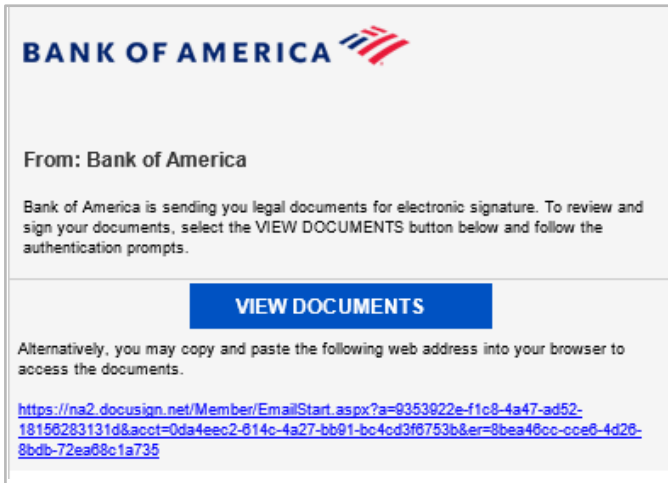 BANK OF AMERICA
From: Bank of America
Bank of America is sending you legal documents for electronic signature. To review and
sign your documents, select the VIEW DOCUMENTS button below and follow the
authentication prompts.
VIEW DOCUMENTS
Alternatively, you may copy and paste the following web address into your browser to
access the documents.
https://na2.docusign.net/Member/EmailStart.aspx?a=9353922e-f1c8-4a47-ad52-
18156283131d&acct=0da4eec2-614c-4a27-bb91-bc4cd3f6753b&er=8bea46cc-cce6-4d26-
8bdb-72ea68c1a735